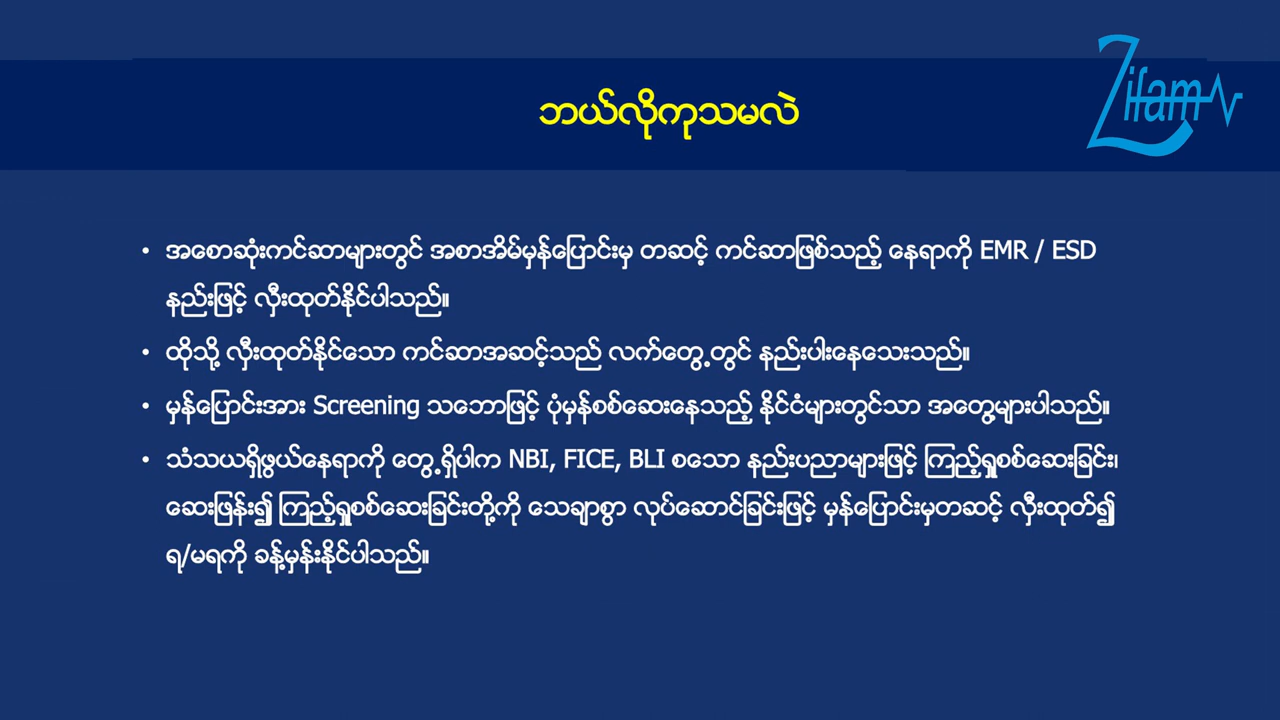 Zifam
ဘယ်လိုကုသမလဲ
• အစောဆုံးကင်ဆာများတွင် အစာအိမ်မှန်ပြောင်းမှ တဆင့် ကင်ဆာဖြစ်သည့် နေရာကို EMR / ESD
နည်းဖြင့် လှီးထုတ်နိုင်ပါသည်။
• ထိုသို့ လှီးထုတ်နိုင်သော ကင်ဆာအဆင့်သည် လက်တွေ့တွင် နည်းပါးနေသေးသည်။
• မှန်ပြောင်းအား Screening သဘောဖြင့် ပုံမှန်စစ်ဆေးနေသည့် နိုင်ငံများတွင်သာ အတွေ့များပါသည်။
• သံသယရှိဖွယ်နေရာကို တွေ့ရှိပါက NBI, FICE, BLI စသော နည်းပညာများဖြင့် ကြည့်ရှုစစ်ဆေးခြင်း၊
ဆေးဖြန်း၍ ကြည့်ရှုစစ်ဆေးခြင်းတို့ကို သေချာစွာ လုပ်ဆောင်ခြင်းဖြင့် မှန်ပြောင်းမှတဆင့် လှီးထုတ်၍
ရ/မရကို ခန့်မှန်းနိုင်ပါသည်။